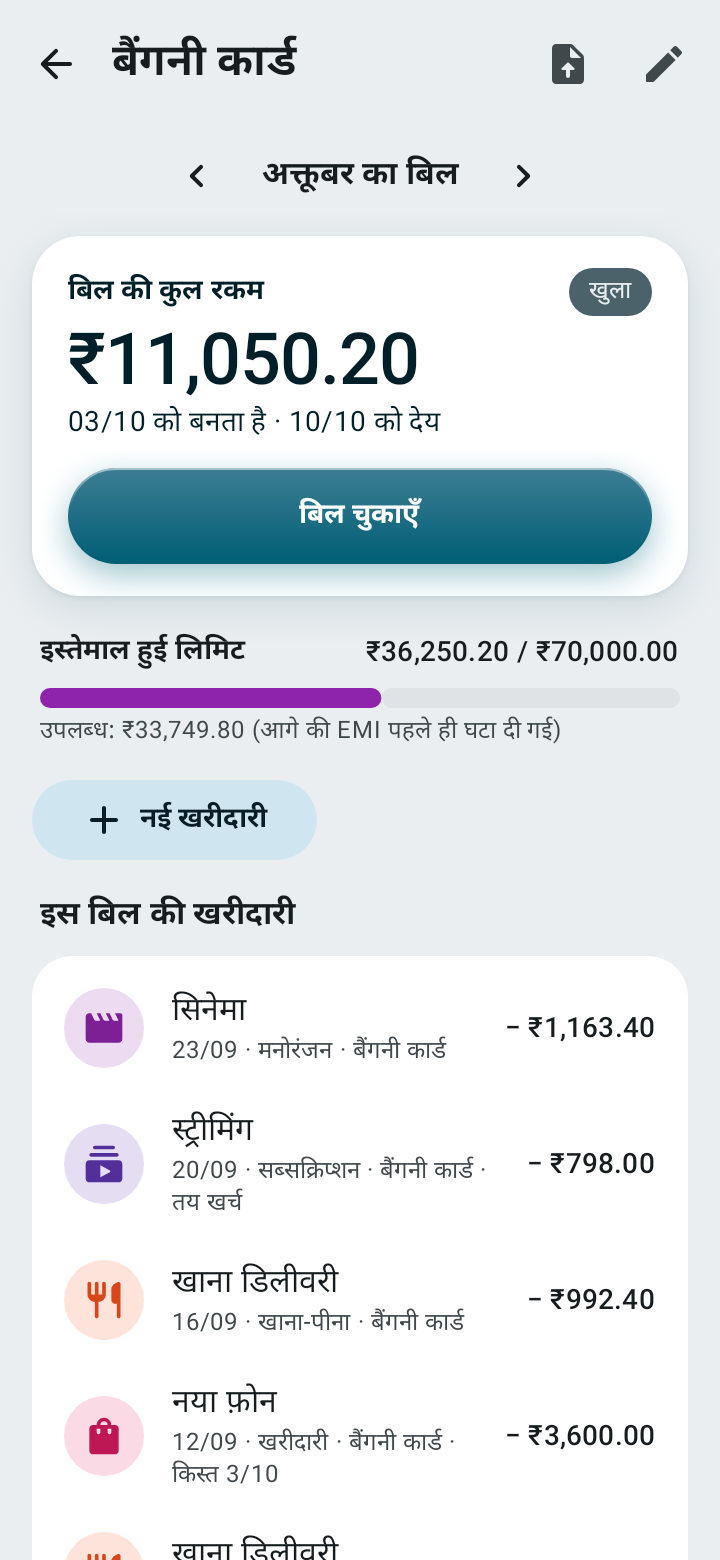 बैंगनी कार्ड
अक्तूबर का बिल
बिल की कुल रकम
खुला
₹11,050.20
03/10 को बनता है · 10/10 को देय
बिल चुकाएँ
इस्तेमाल हुई लिमिट
₹36,250.20 / ₹70,000.00
उपलब्ध: ₹33,749.80 (आगे की EMI पहले ही घटा दी गई)
नई खरीदारी
इस बिल की खरीदारी
सिनेमा
23/09 · मनोरंजन · बैंगनी कार्ड
− ₹1,163.40
स्ट्रीमिंग
20/09 · सब्सक्रिप्शन · बैंगनी कार्ड ·
तय खर्च
− ₹798.00
खाना डिलीवरी
16/09 · खाना-पीना · बैंगनी कार्ड
− ₹992.40
नया फ़ोन
12/09 · खरीदारी · बैंगनी कार्ड ·
किस्त 3/10
− ₹3,600.00
खाना डिलीवरी